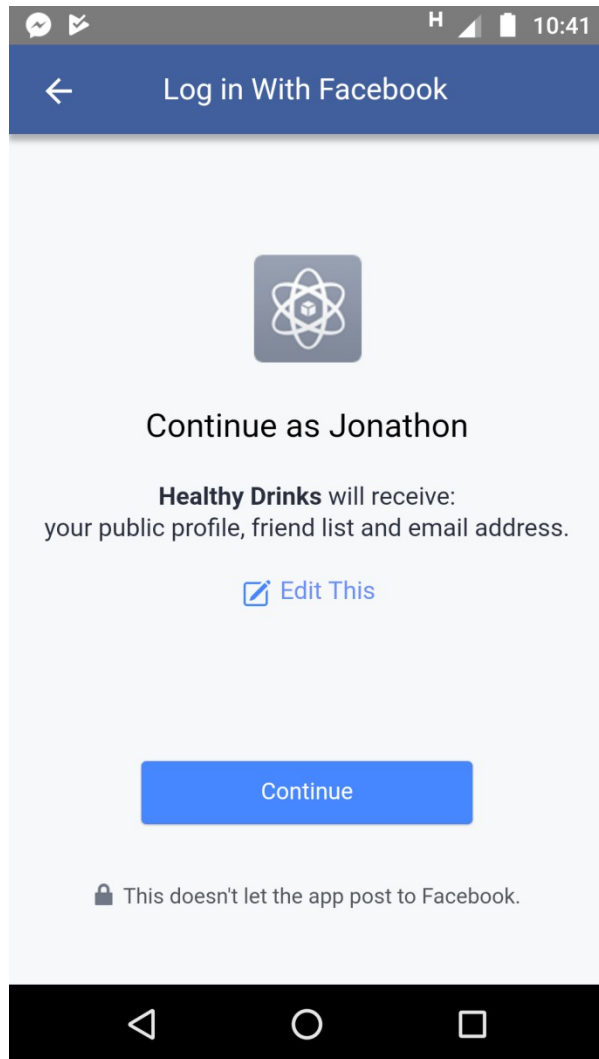 H 10:41
Log in With Facebook
Continue as Jonathon
Healthy Drinks will receive:
your public profile, friend list and email address.
Edit This
Continue
This doesn't let the app post to Facebook.